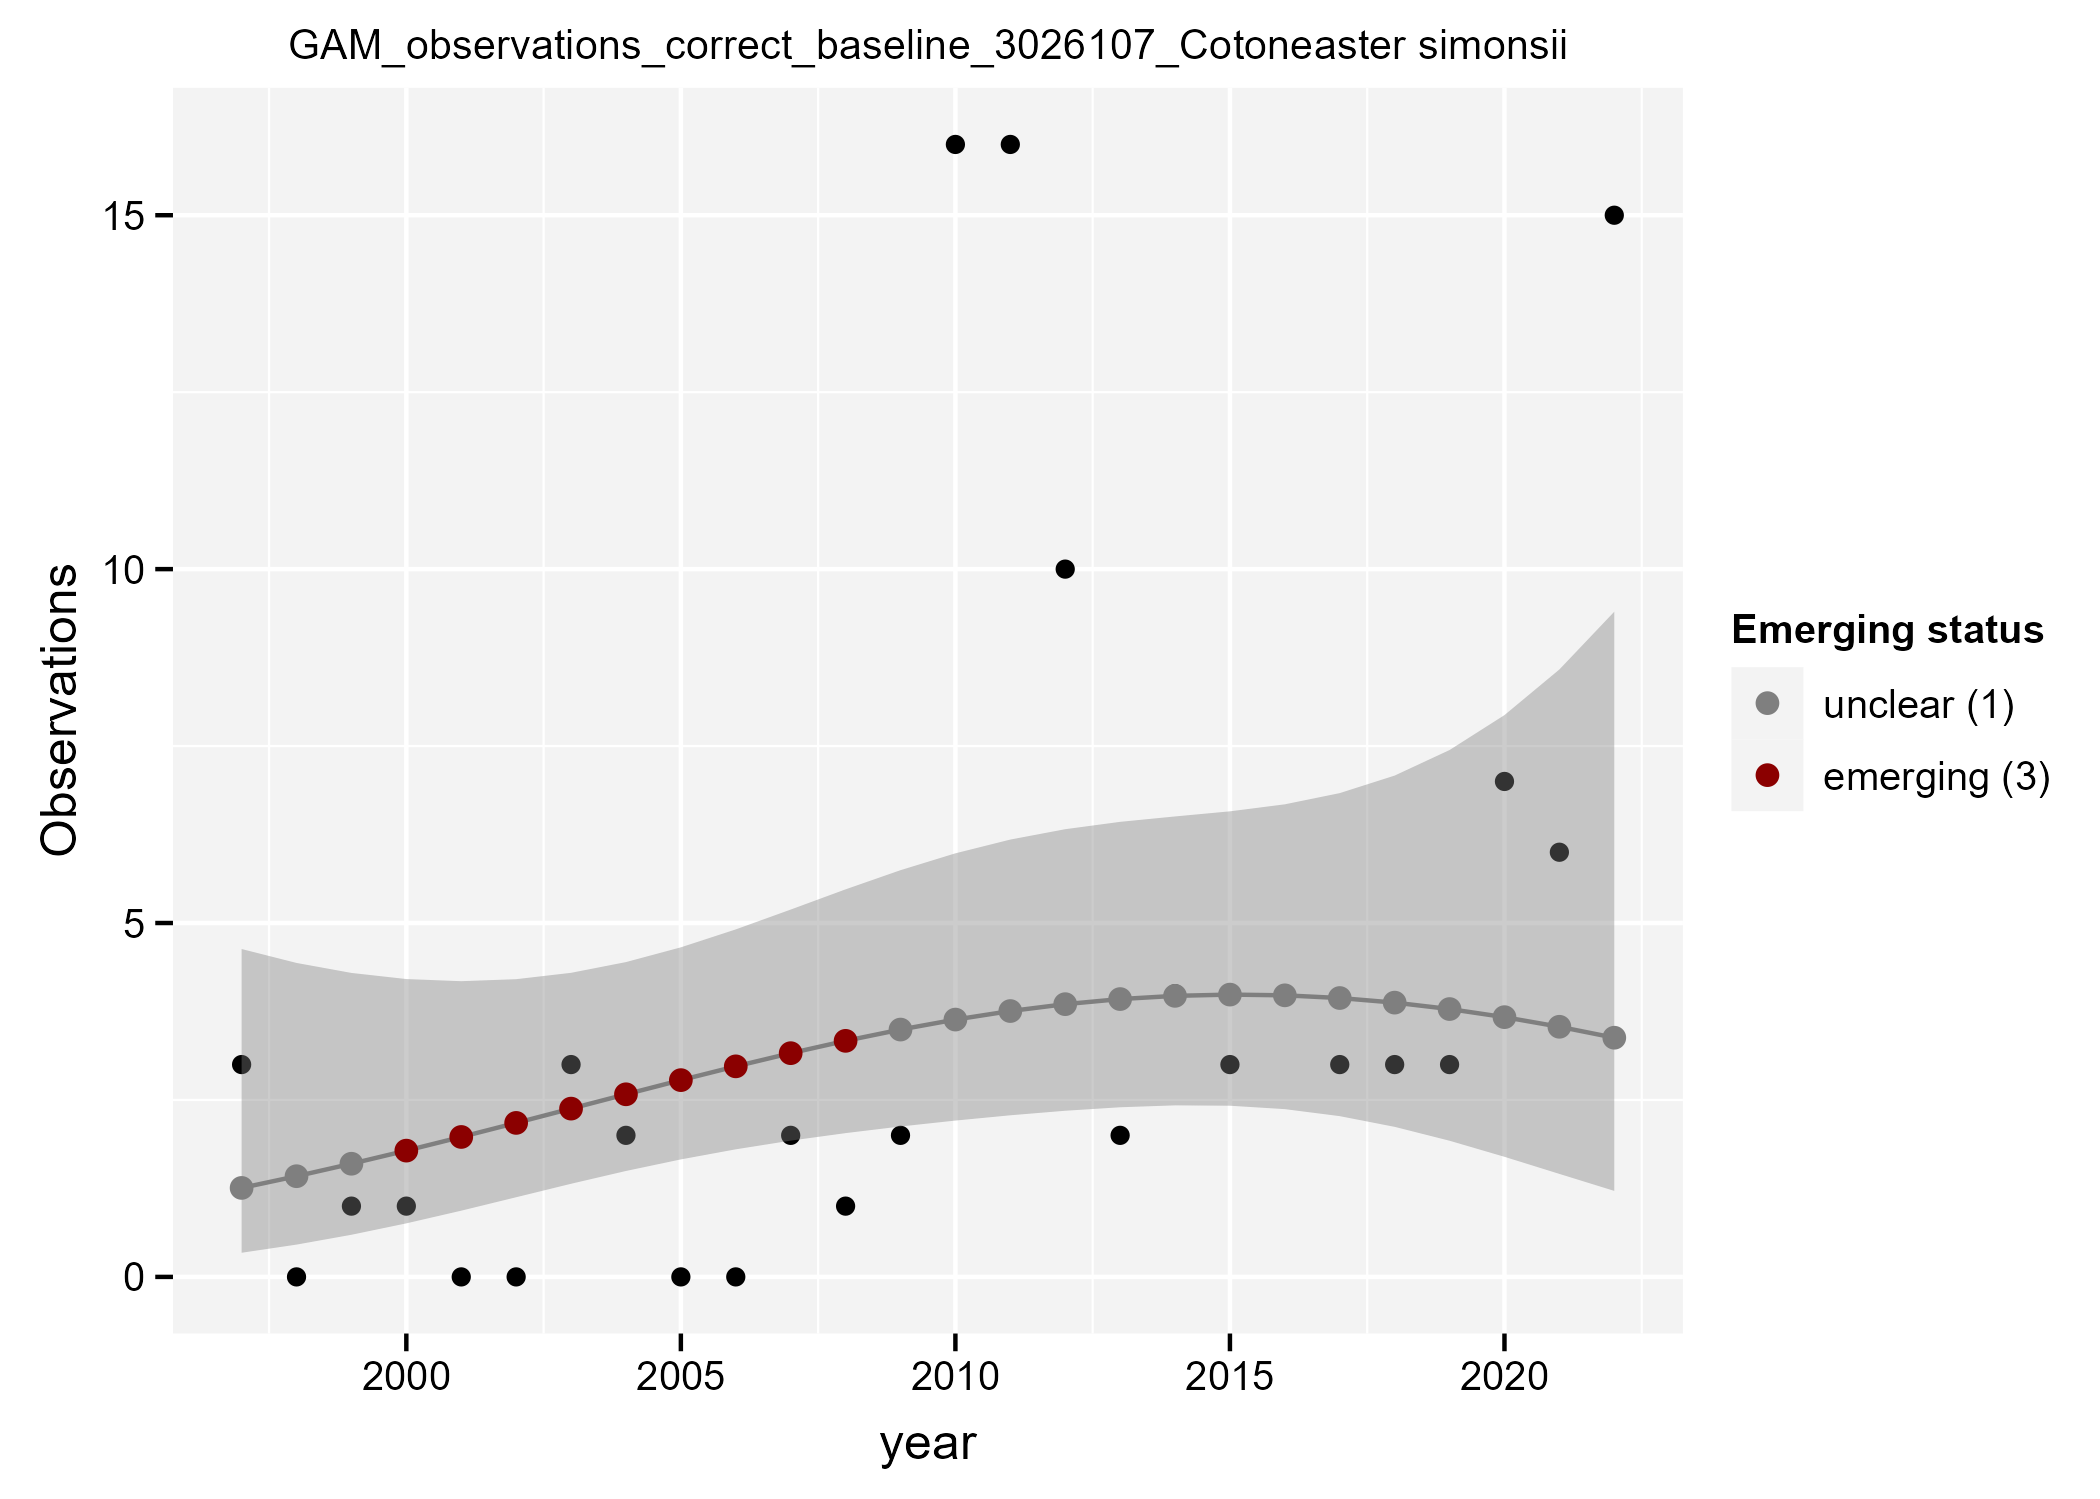 GAM_observations_correct_baseline_3026107_Cotoneaster simonsii
15
10
5
0
Observations
2000 2005 2010 2015 2020
year
Emerging status
unclear (1)
emerging (3)